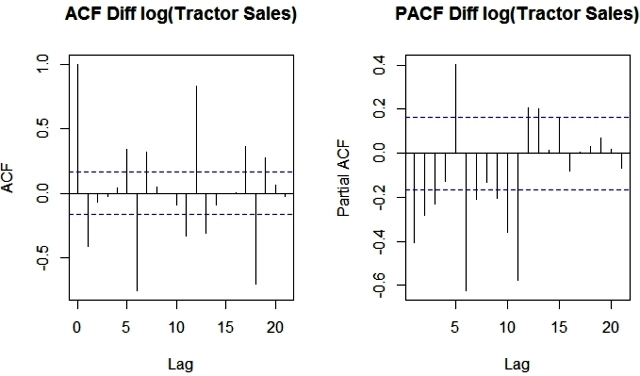 ACF Diff log(Tractor Sales)
ACF
1.0
0.5
0.0
-0.5
0 5 10 15 20
Lag
PACF Diff log(Tractor Sales)
Partial ACF
0.4
0.2
0.0
-0.2
-0.4
-0.6
5 10 15 20
Lag